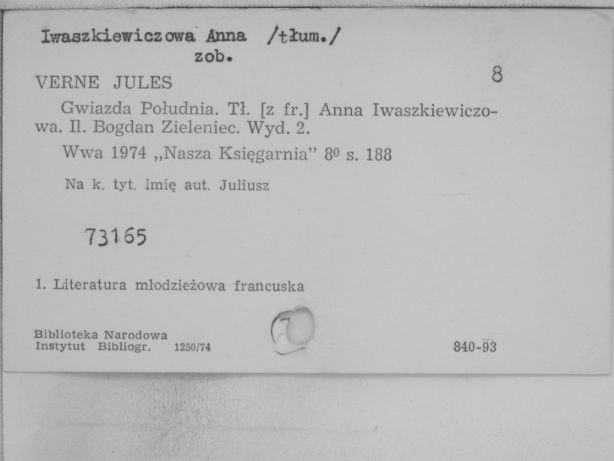 Iwaszkiewiczowa Anna /tłum./
zob.
8
VERNE JULES
Gwiazda Południa. Tł. [z fr.] Anna Iwaszkiewiczo-
wa. Il. Bogdan Zieleniec. Wyd. 2.
Wwa 1974 „Nasza Księgarnia” 8⁰ s. 188
Na k. tyt. imię aut. Juliusz
73165
1. Literatura młodzieżowa francuska
Biblioteka Narodowa
Instytut Bibliogr. 1250/74
840-93